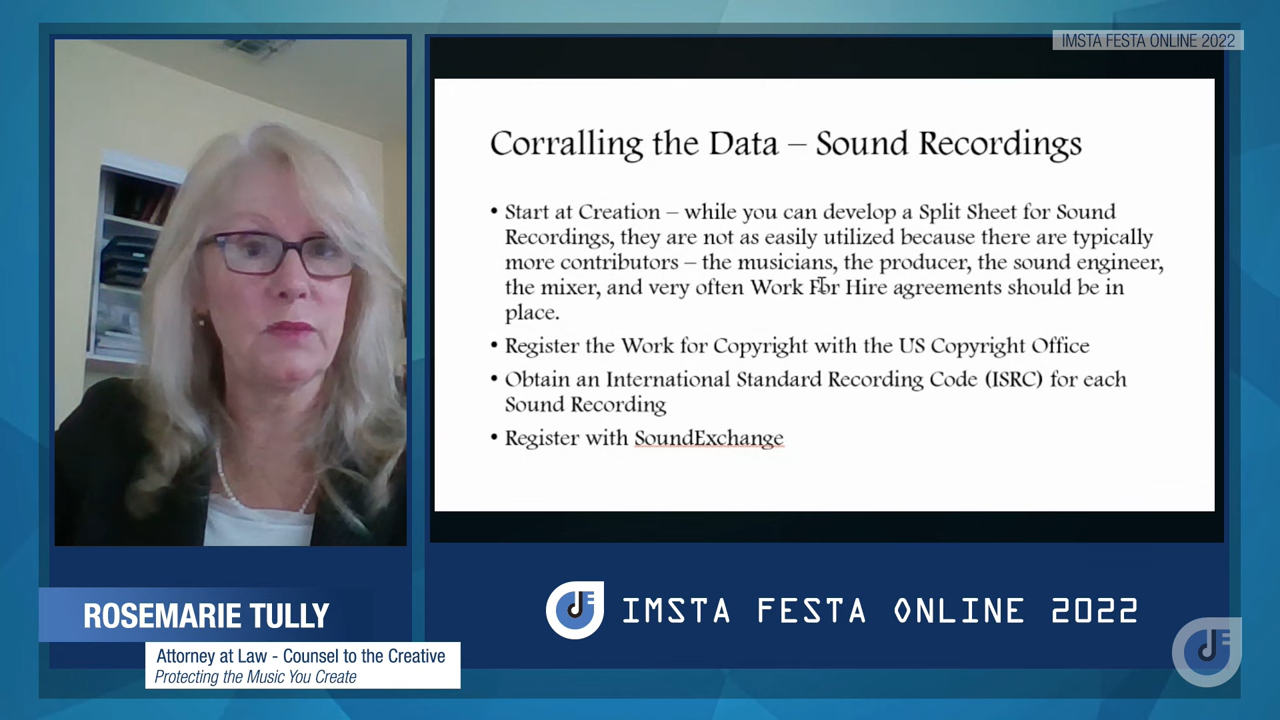 IMSTA FESTA ONLINE 2022
Corralling the Data – Sound Recordings
• Start at Creation – while you can develop a Split Sheet for Sound
Recordings, they are not as easily utilized because there are typically
more contributors – the musicians, the producer, the sound engineer,
the mixer, and very often Work For Hire agreements should be in
place.
• Register the Work for Copyright with the US Copyright Office
• Obtain an International Standard Recording Code (ISRC) for each
Sound Recording
• Register with SoundExchange
IMSTA FESTA ONLINE 2022
ROSEMARIE TULLY
Attorney at Law - Counsel to the Creative
Protecting the Music You Create